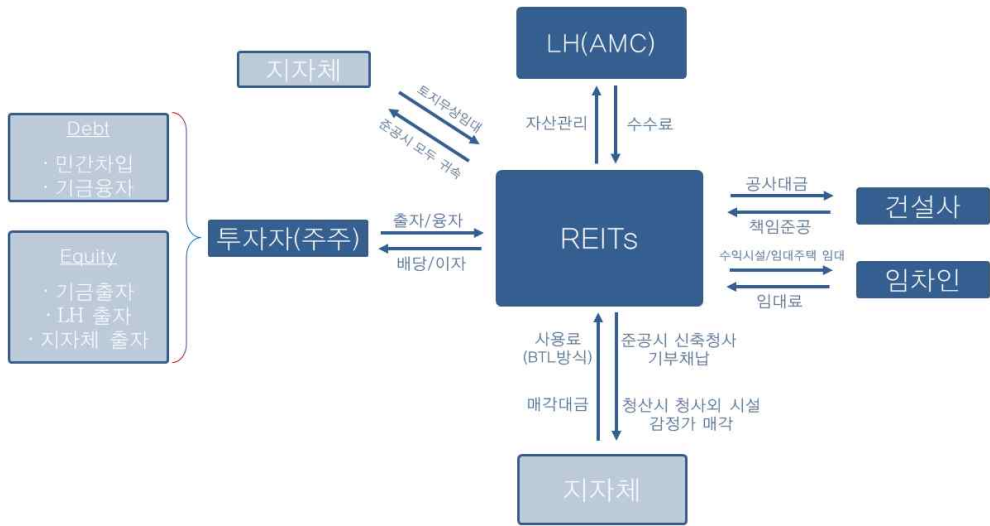 LH(AMC)
지자체
토지무상임대
준공시 모두 귀속
자산관리
수수료
Debt
· 민간차입
· 기금융자
Equity
· 기금출자
· LH 출자
· 지자체 출자
투자자(주주)
출자/융자
배당/이자
REITs
공사대금
책임준공
건설사
수익시설/임대주택 임대
임대료
임차인
사용료
(BTL방식)
매각대금
준공시 신축청사
기부채납
청산시 청사외 시설
감정가 매각
지자체